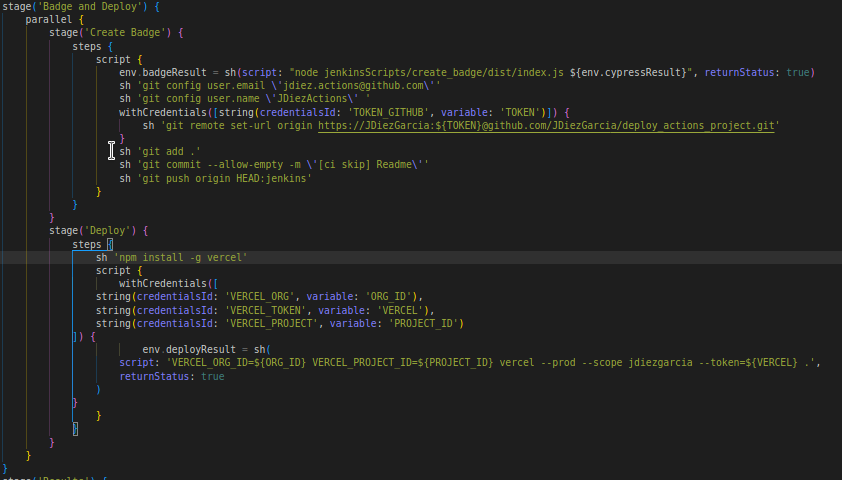 stage('Badge and Deploy') {
parallel {
stage('Create Badge') {
steps {
script {
env.badgeResult = sh(script: "node jenkinsScripts/create_badge/dist/index.js ${env.cypressResult}", returnStatus: true)
sh 'git config user.email \'jdiez.actions@github.com\''
sh 'git config user.name \'JDiezActions\' '
withCredentials([string(credentialsId: 'TOKEN_GITHUB', variable: 'TOKEN')]) {
sh 'git remote set-url origin https://JDiezGarcia:${TOKEN}@github.com/JDiezGarcia/deploy_actions_project.git'
}
sh 'git add .'
sh 'git commit --allow-empty -m \'[ci skip] Readme\''
sh 'git push origin HEAD:jenkins'
}
}
}
stage('Deploy') {
steps {
sh 'npm install -g vercel'
script {
withCredentials([
string(credentialsId: 'VERCEL_ORG', variable: 'ORG_ID'),
string(credentialsId: 'VERCEL_TOKEN', variable: 'VERCEL'),
string(credentialsId: 'VERCEL_PROJECT', variable: 'PROJECT_ID')
]) {
env.deployResult = sh(
script: 'VERCEL_ORG_ID=${ORG_ID} VERCEL_PROJECT_ID=${PROJECT_ID} vercel --prod --scope jdiezgarcia --token=${VERCEL} .',
returnStatus: true
)
}
}
}
}
}
}
stage('Results') {